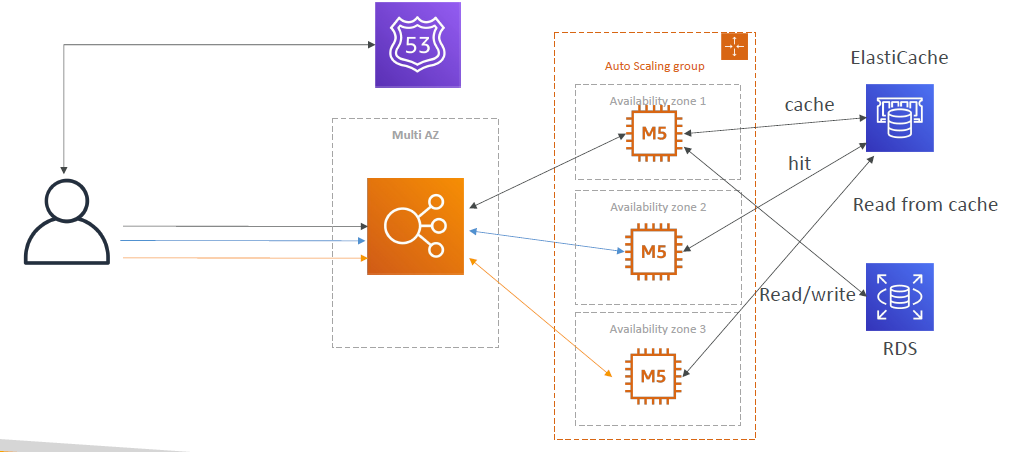 53
ElastiCache
Auto Scaling group
Availability zone 1
cache
Multi AZ
M5
hit
Availability zone 2
Read from cache
M5
Read/write
Availability zone 3
RDS
M5